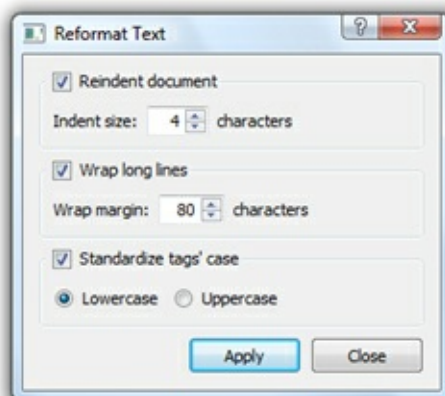 Reformat Text
Reindent document
Indent size: 4 characters
Wrap long lines
Wrap margin: 80 characters
Standardize tags' case
Lowercase Uppercase
Apply Close